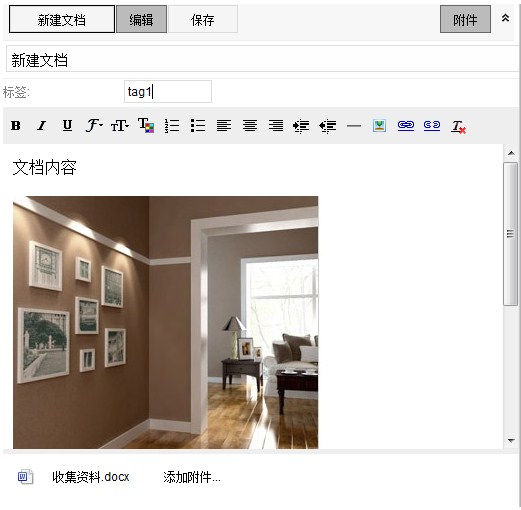 新建文档 编辑 保存 附件
新建文档
标签: tag1
B I U F TT T
文档内容
收集资料.docx 添加附件...